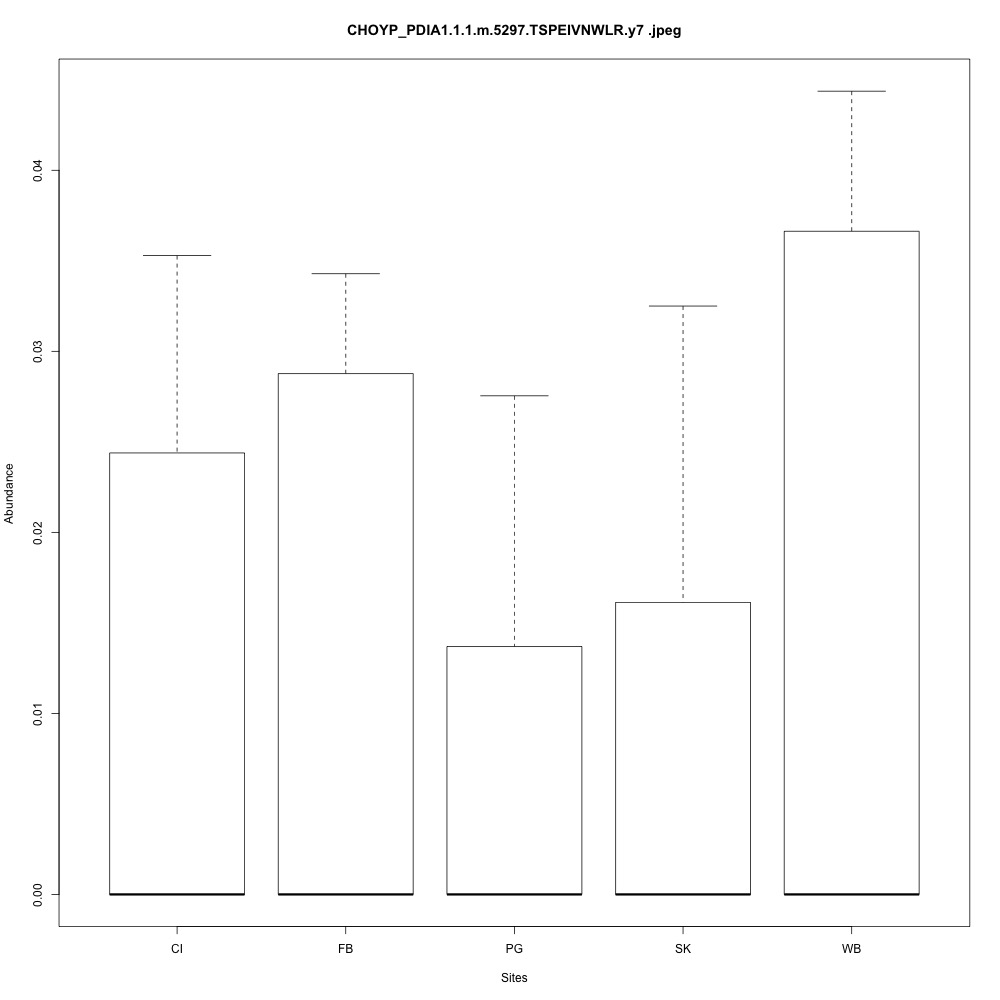 CHOYP_PDIA1.1.1.m.5297.TSPEIVNWLR.y7 .jpeg
0.04
0.03
0.02
0.01
0.00
Abundance
CI FB PG SK WB
Sites